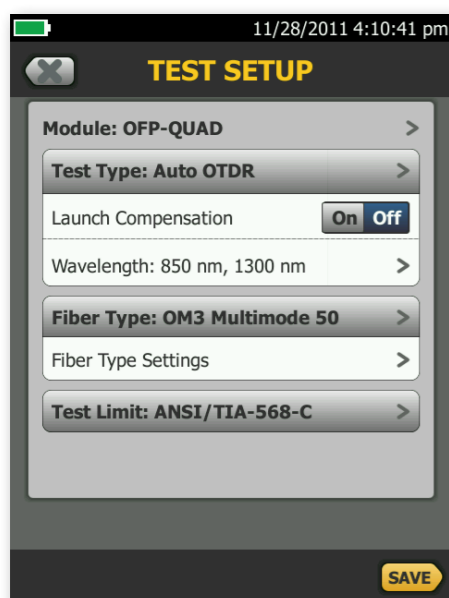 11/28/2011 4:10:41 pm
TEST SETUP
Module: OFP-QUAD >
Test Type: Auto OTDR >
Launch Compensation On Off
Wavelength: 850 nm, 1300 nm >
Fiber Type: OM3 Multimode 50 >
Fiber Type Settings >
Test Limit: ANSI/TIA-568-C >
SAVE